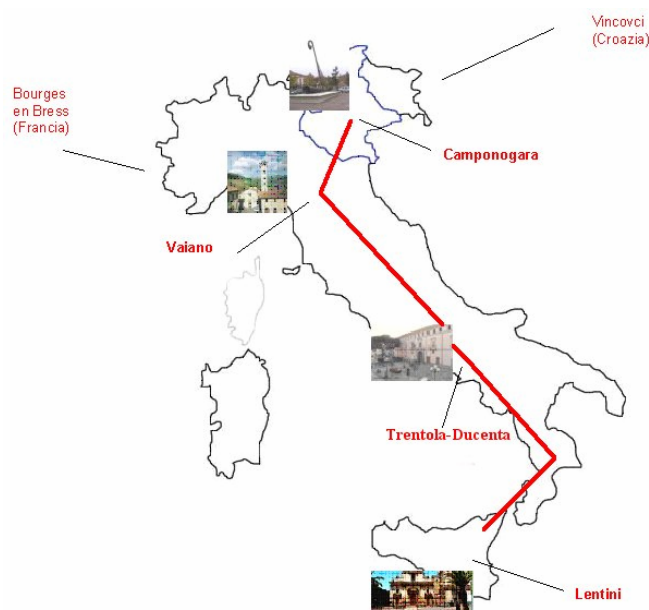 Vincovci
(Croazia)
Bourges
en Bress
(Francia)
Camponogara
Vaiano
Trentola-Ducenta
Lentini